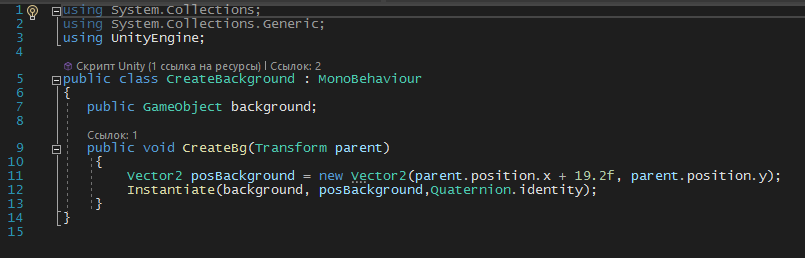 1 using System.Collections;
2 using System.Collections.Generic;
3 using UnityEngine;
4
Скрипт Unity (1 ссылка на ресурсы) | Ссылок: 2
5 public class CreateBackground : MonoBehaviour
6 {
7 public GameObject background;
8
Ссылок: 1
9 public void CreateBg(Transform parent)
10 {
11 Vector2 posBackground = new Vector2(parent.position.x + 19.2f, parent.position.y);
12 Instantiate(background, posBackground,Quaternion.identity);
13 }
14 }
15